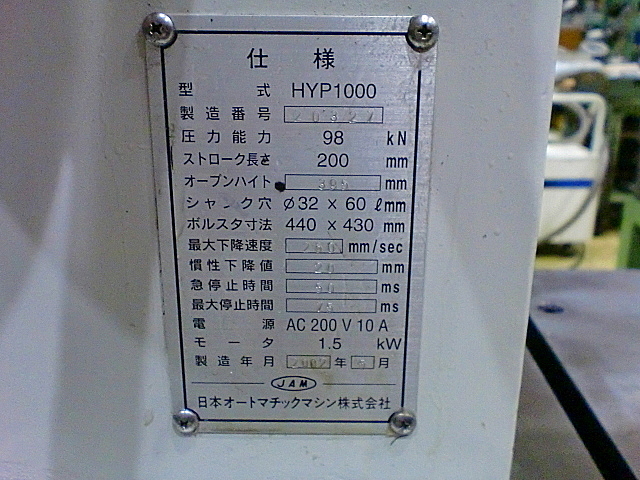 仕様
型式 HYP1000
製造番号
圧力能力 98 kN
ストローク長さ 200 mm
オープンハイト mm
シャンク穴 φ32 × 60 ℓmm
ボルスタ寸法 440 × 430 mm
最大下降速度 mm/sec
慣性下降値 mm
急停止時間 ms
最大停止時間 ms
電源 AC 200 V 10 A
モータ 1.5 kW
製造年月 2002 年 月
JAM
日本オートマチックマシン株式会社